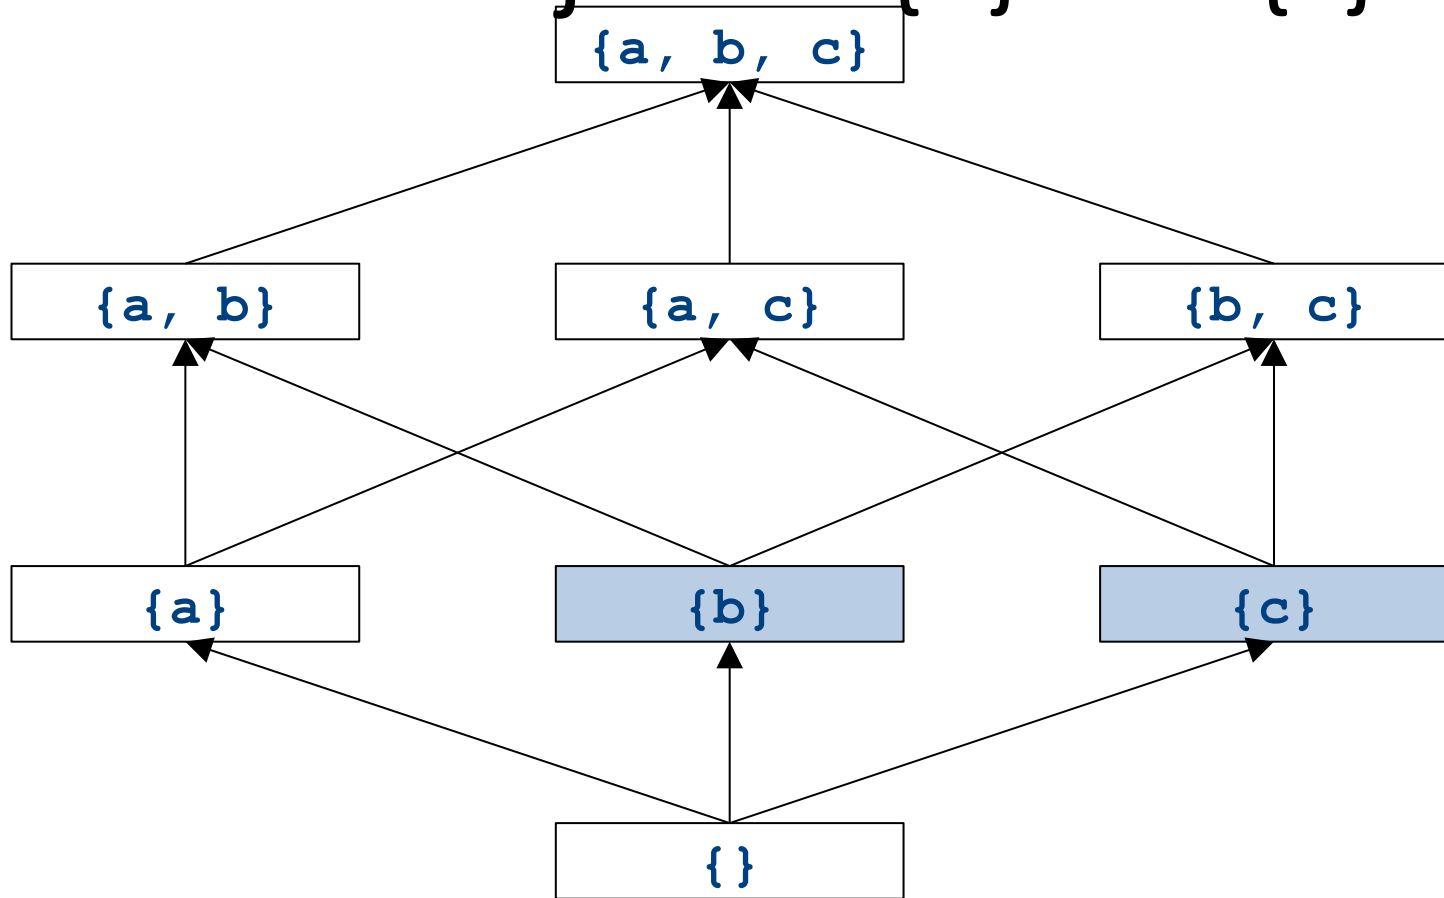 {a, b, c}
{a, b} {a, c} {b, c}
{a} {b} {c}
{}